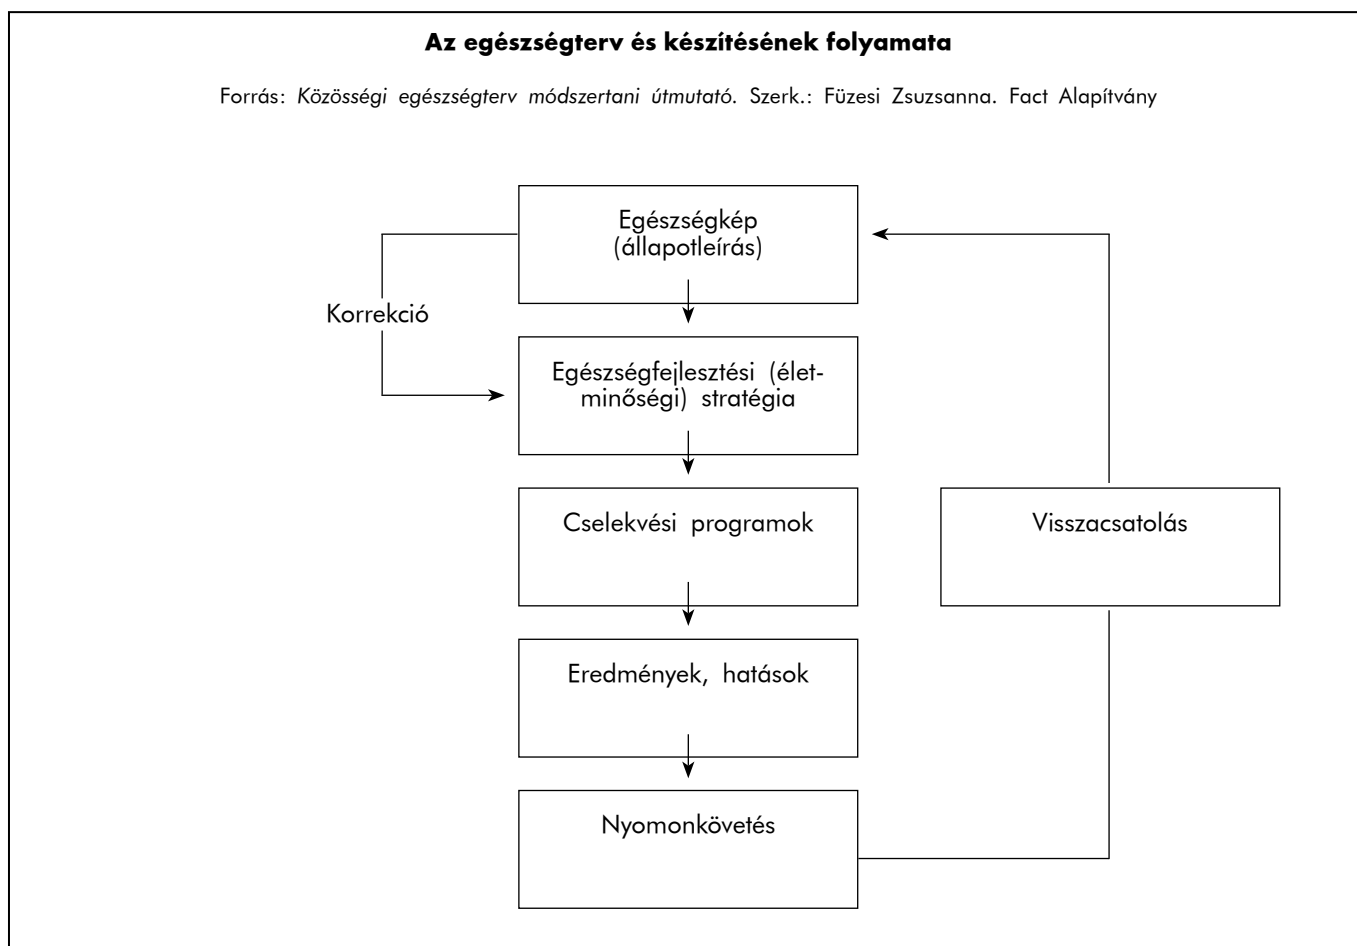 Az egészségterv és készítésének folyamata
Forrás: Közösségi egészségterv módszertani útmutató. Szerk.: Füzesi Zsuzsanna. Fact Alapítvány
Egészségkép
(állapotleírás)
Korrekció
Egészségfejlesztési (élet-
minőségi) stratégia
Cselekvési programok
Visszacsatolás
Eredmények, hatások
Nyomonkövetés